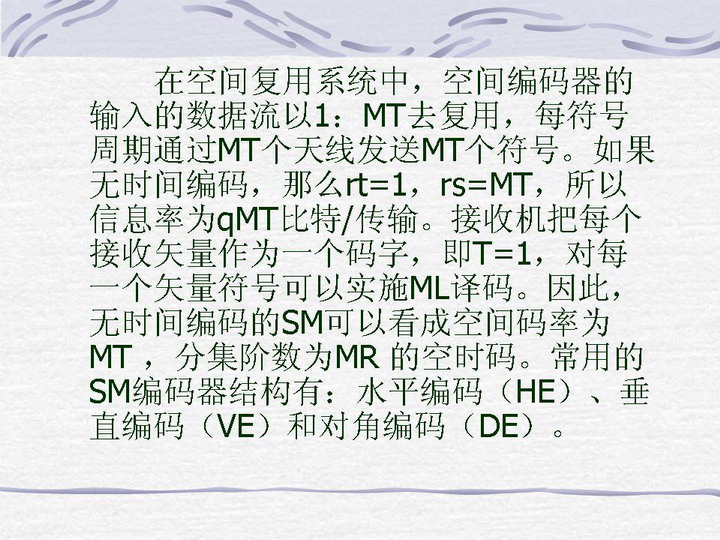 在空间复用系统中，空间编码器的
输入的数据流以1：MT去复用，每符号
周期通过MT个天线发送MT个符号。如果
无时间编码，那么rt=1，rs=MT，所以
信息率为qMT比特/传输。接收机把每个
接收矢量作为一个码字，即T=1，对每
一个矢量符号可以实施ML译码。因此，
无时间编码的SM可以看成空间码率为
MT ，分集阶数为MR 的空时码。常用的
SM编码器结构有：水平编码（HE）、垂
直编码（VE）和对角编码（DE）。